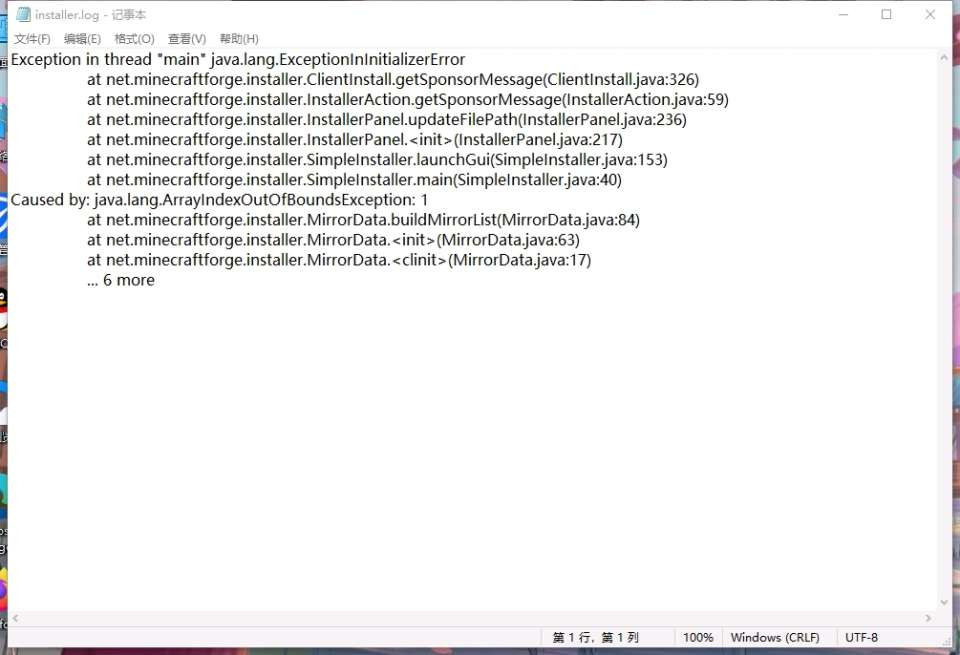 installer.log - 记事本
文件(F) 编辑(E) 格式(O) 查看(V) 帮助(H)
Exception in thread "main" java.lang.ExceptionInInitializerError
at net.minecraftforge.installer.ClientInstall.getSponsorMessage(ClientInstall.java:326)
at net.minecraftforge.installer.InstallerAction.getSponsorMessage(InstallerAction.java:59)
at net.minecraftforge.installer.InstallerPanel.updateFilePath(InstallerPanel.java:236)
at net.minecraftforge.installer.InstallerPanel.<init>(InstallerPanel.java:217)
at net.minecraftforge.installer.SimpleInstaller.launchGui(SimpleInstaller.java:153)
at net.minecraftforge.installer.SimpleInstaller.main(SimpleInstaller.java:40)
Caused by: java.lang.ArrayIndexOutOfBoundsException: 1
at net.minecraftforge.installer.MirrorData.buildMirrorList(MirrorData.java:84)
at net.minecraftforge.installer.MirrorData.<init>(MirrorData.java:63)
at net.minecraftforge.installer.MirrorData.<clinit>(MirrorData.java:17)
... 6 more
第 1 行，第 1 列 100% Windows (CRLF) UTF-8